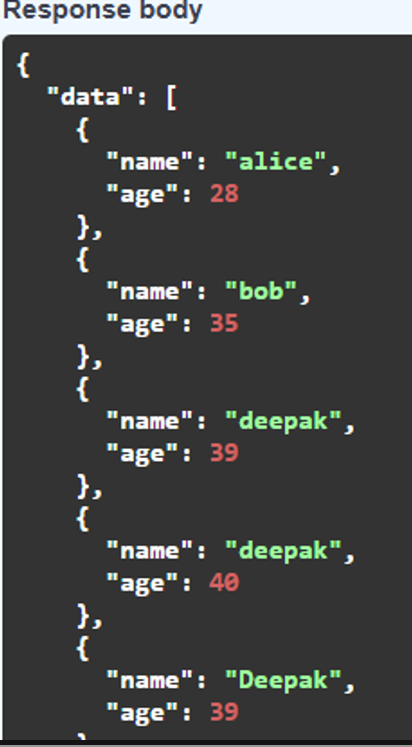 Response body
{
"data": [
{
"name": "alice",
"age": 28
},
{
"name": "bob",
"age": 35
},
{
"name": "deepak",
"age": 39
},
{
"name": "deepak",
"age": 40
},
{
"name": "Deepak",
"age": 39